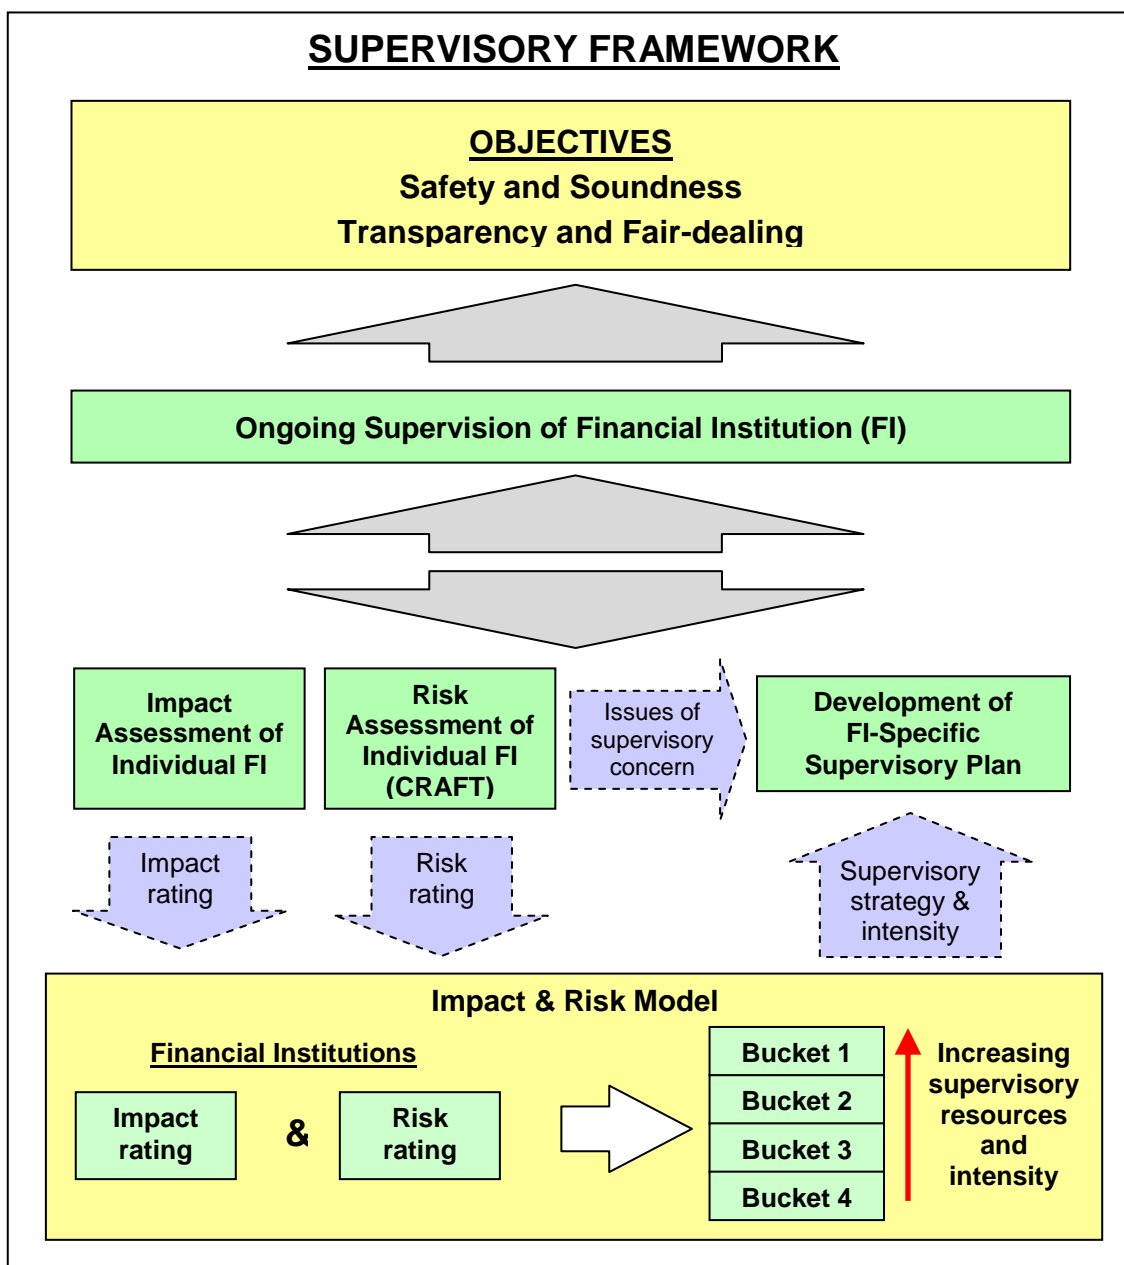 SUPERVISORY FRAMEWORK
OBJECTIVES
Safety and Soundness
Transparency and Fair-dealing
Ongoing Supervision of Financial Institution (FI)
Impact
Assessment of
Individual FI
Risk
Assessment of
Individual FI
(CRAFT)
Issues of
supervisory
concern
Development of
FI-Specific
Supervisory Plan
Impact
rating
Risk
rating
Supervisory
strategy &
intensity
Impact & Risk Model
Financial Institutions
Impact
rating
&
Risk
rating
Bucket 1
Bucket 2
Bucket 3
Bucket 4
Increasing
supervisory
resources
and
intensity